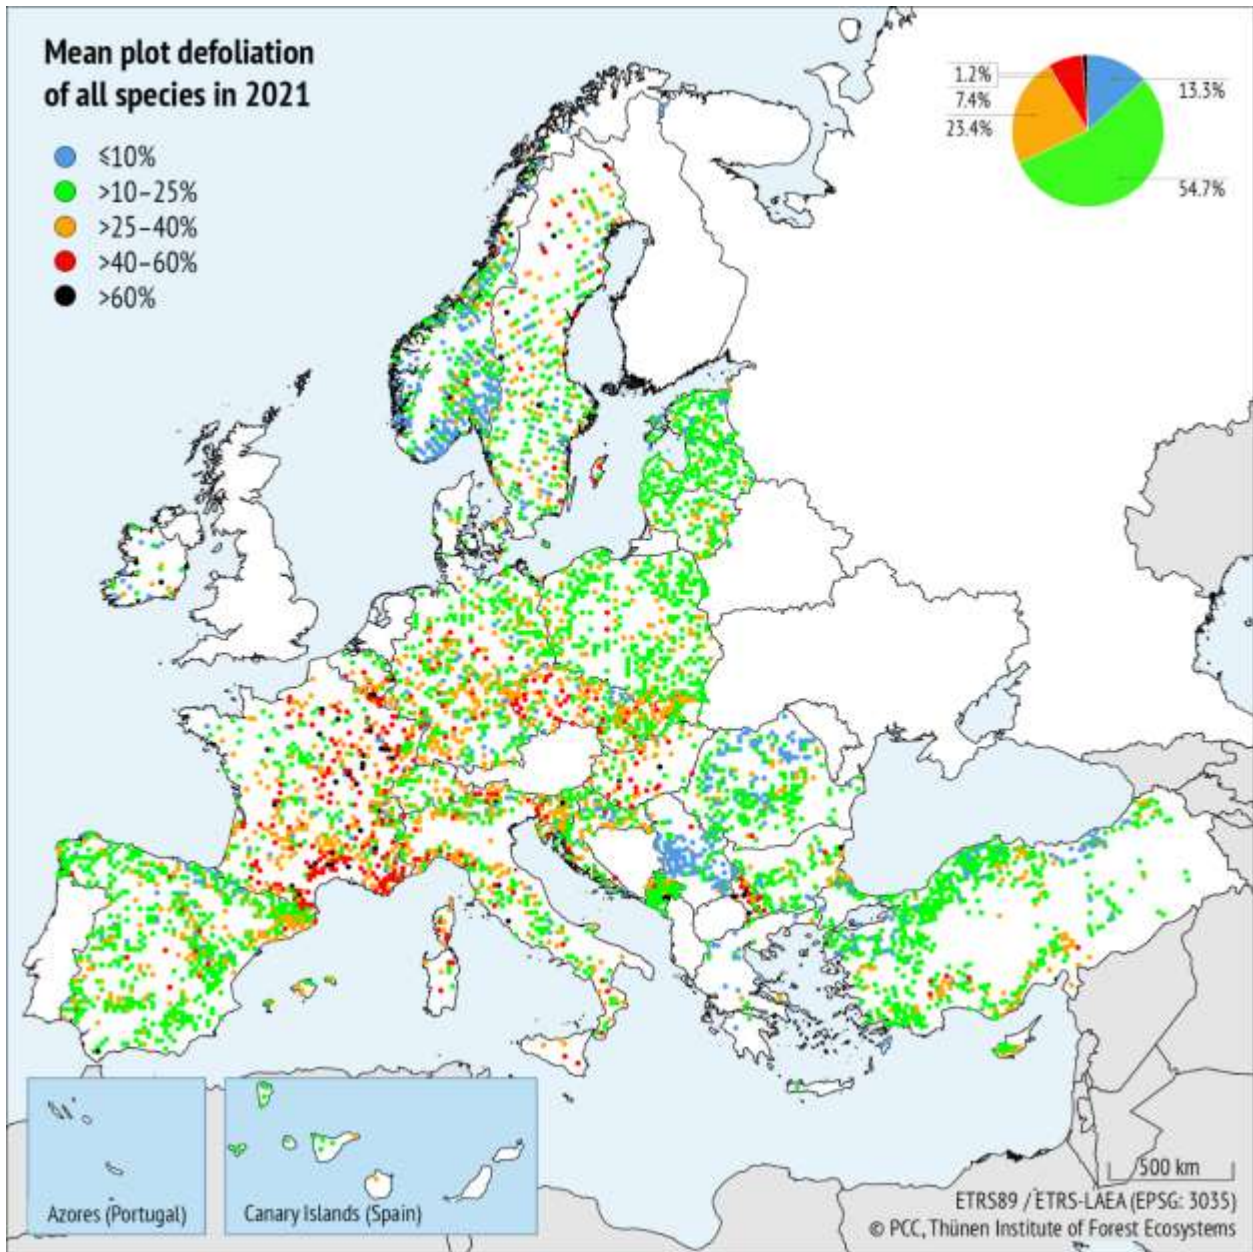 Mean plot defoliation
of all species in 2021
≤10%
>10–25%
>25–40%
>40–60%
>60%
1.2%
7.4%
23.4%
13.3%
54.7%
Azores (Portugal)
Canary Islands (Spain)
500 km
ETRS89 / ETRS-LAEA (EPSG: 3035)
© PCC, Thünen Institute of Forest Ecosystems